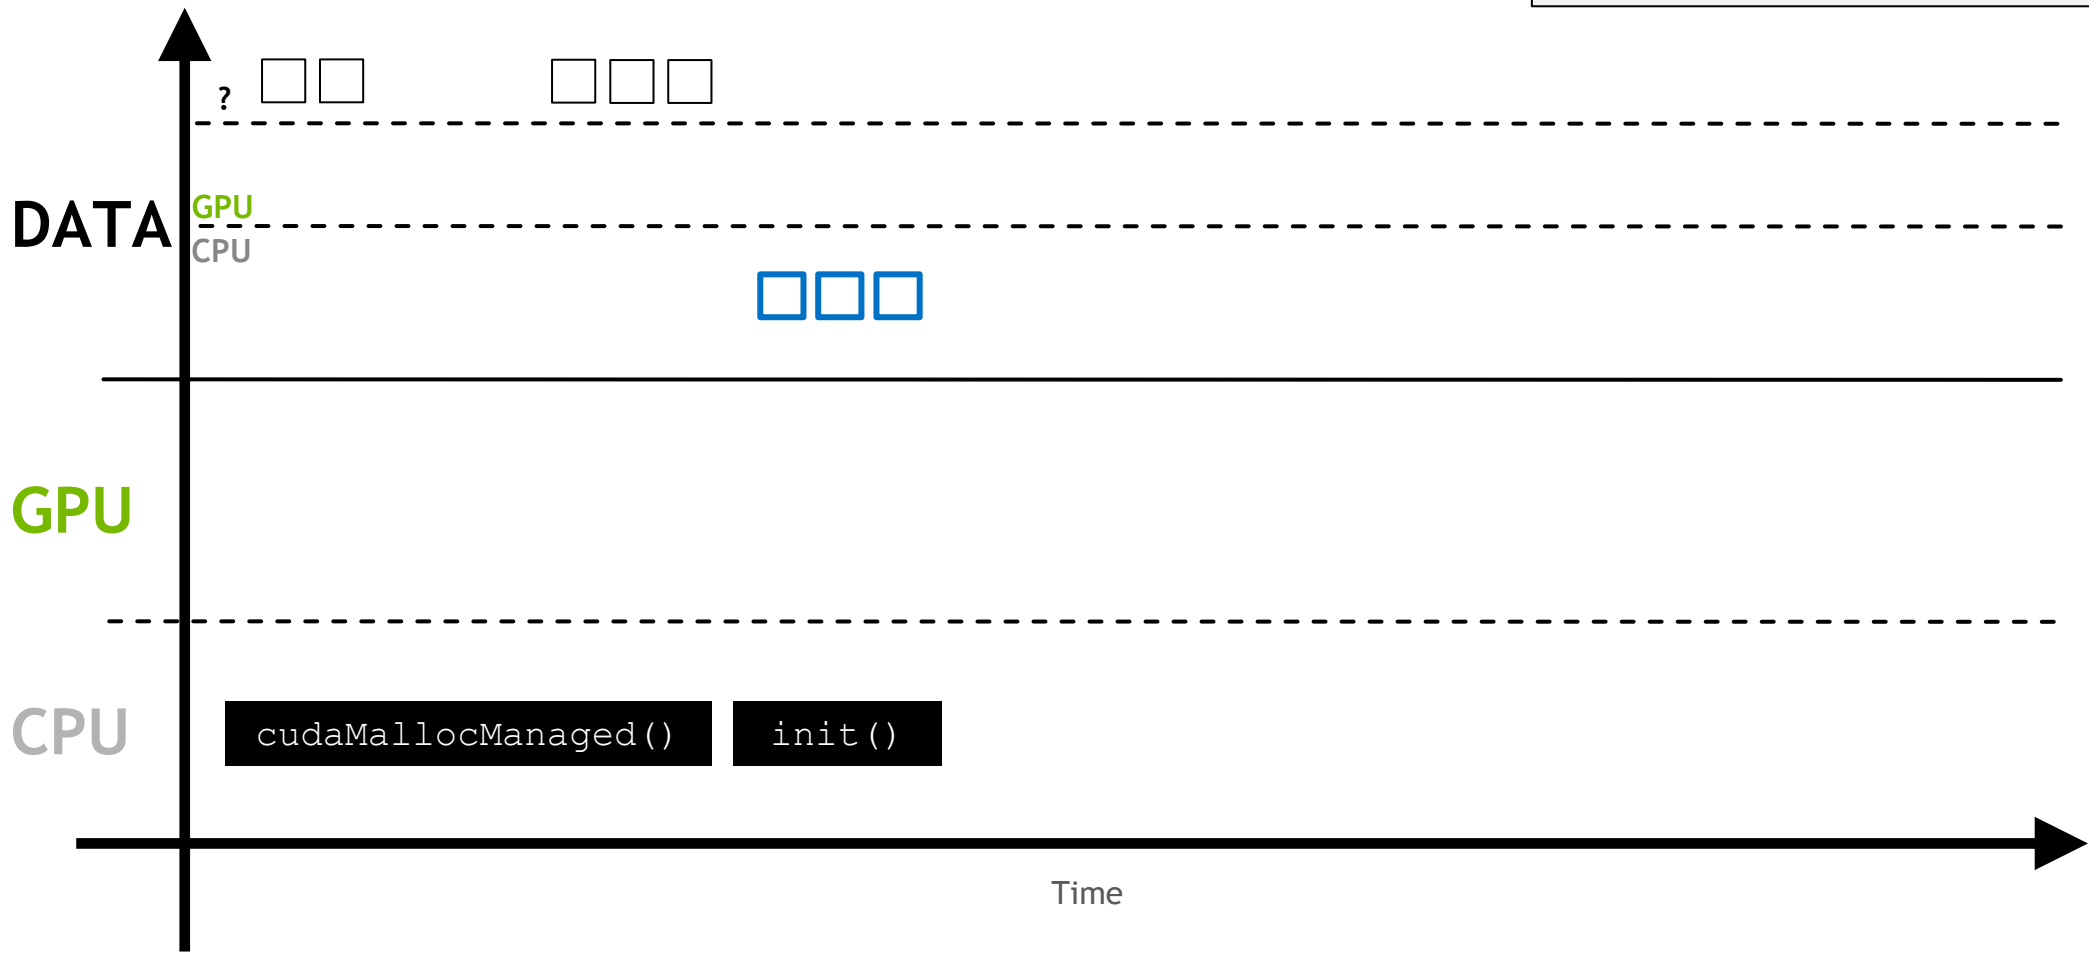 ?
GPU
DATA
CPU
GPU
CPU
cudaMallocManaged() init()
Time